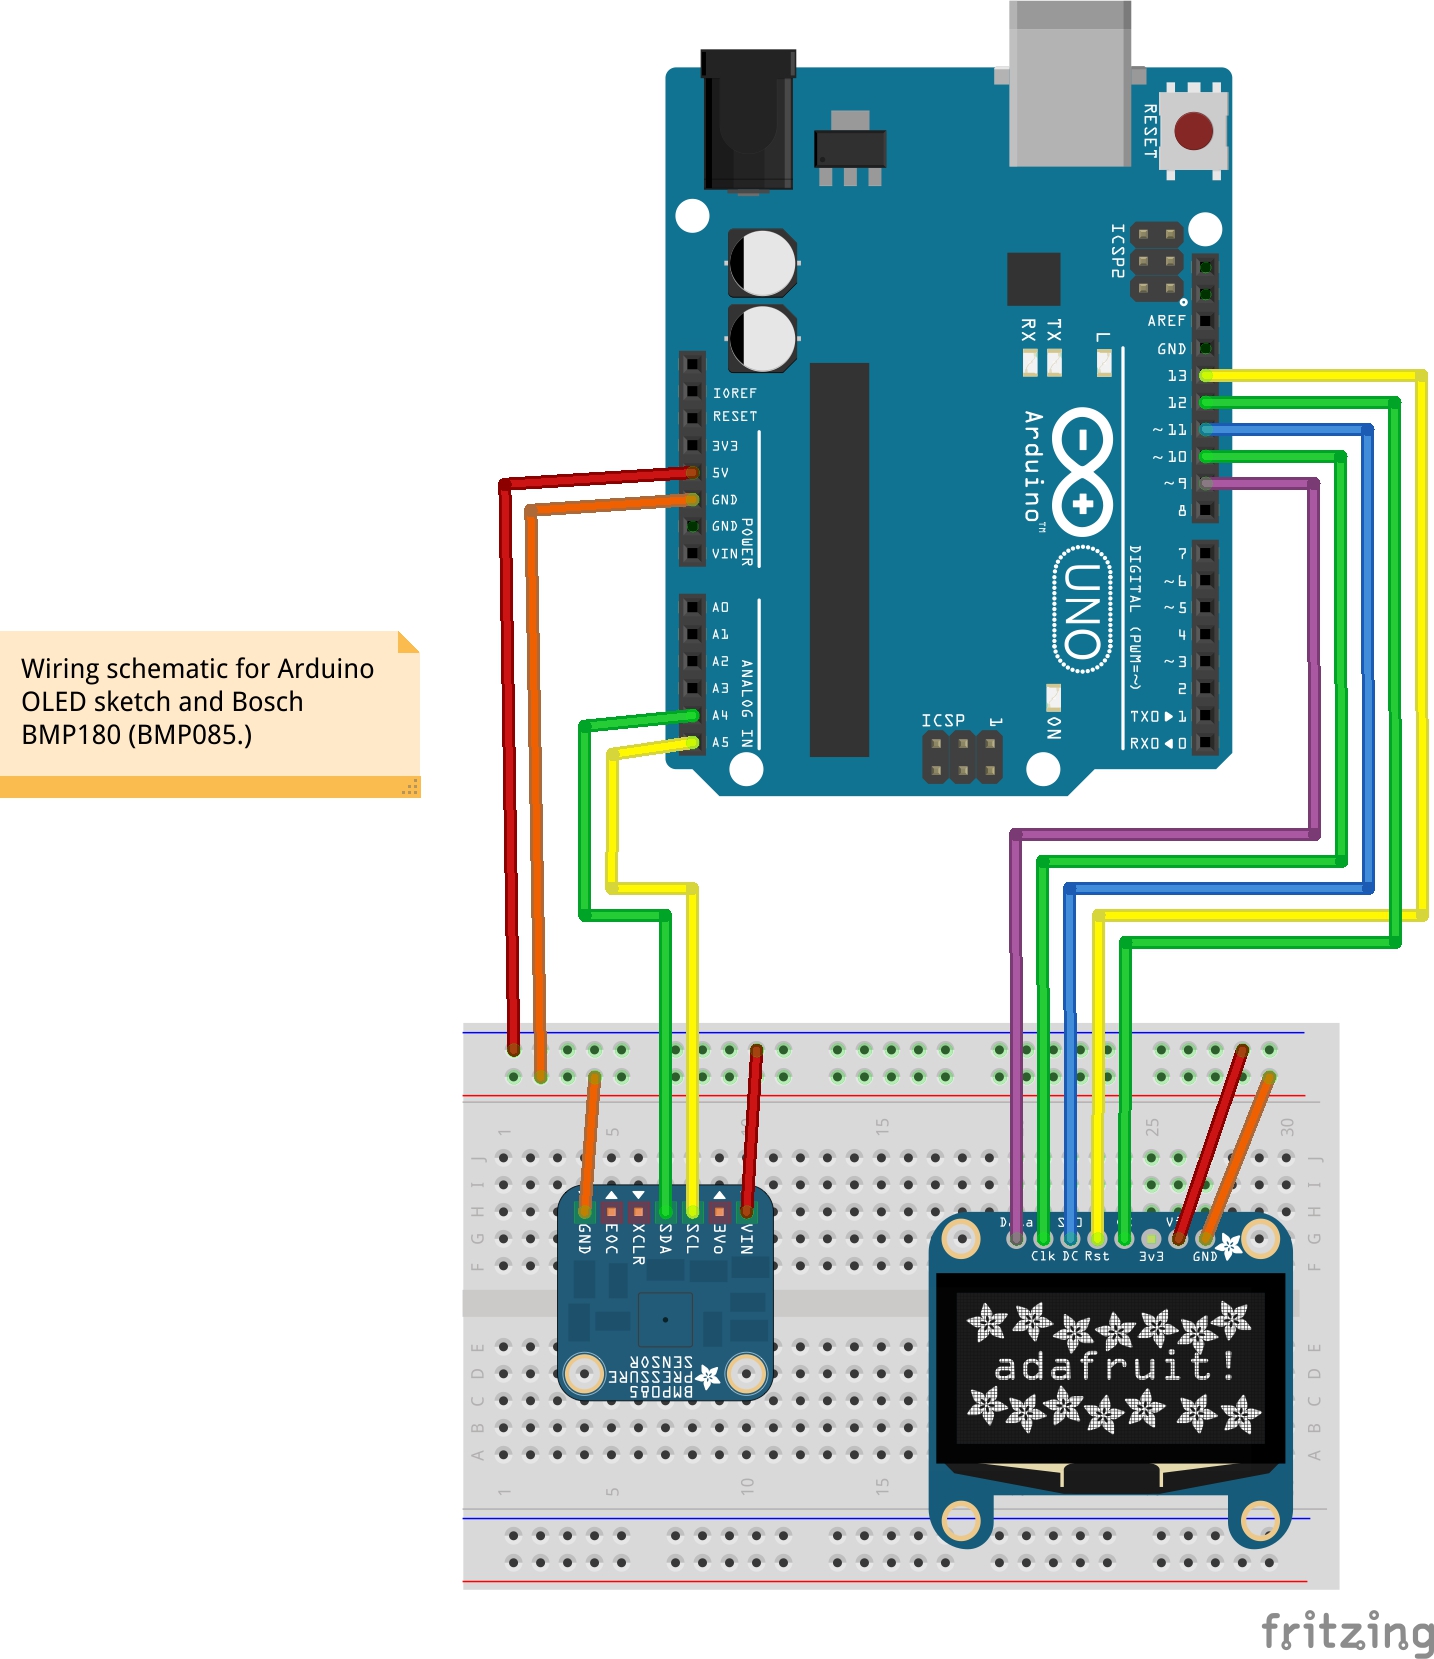 RESET
ICSP2
AREF
GND
13
12
~11
~10
~9
8
7
~6
~5
4
~3
2
TX0▶1
RX0◀0
RX
TX
L
IOREF
RESET
3V3
5V
GND
GND
VIN
POWER
A0
A1
A2
A3
A4
A5
ANALOG IN
Arduino™
UNO
DIGITAL (PWM=~)
ICSP
1
ON
Wiring schematic for Arduino
OLED sketch and Bosch
BMP180 (BMP085.)
1
5
15
25
30
J
I
H
G
F
E
D
C
B
A
J
I
H
G
F
E
D
C
B
A
1
5
10
15
GND
EOC
XCLR
SDA
SCL
3Vo
VIN
BMP085
PRESSURE
SENSOR
Clk
DC
Rst
3v3
GND
adafruit!
fritzing